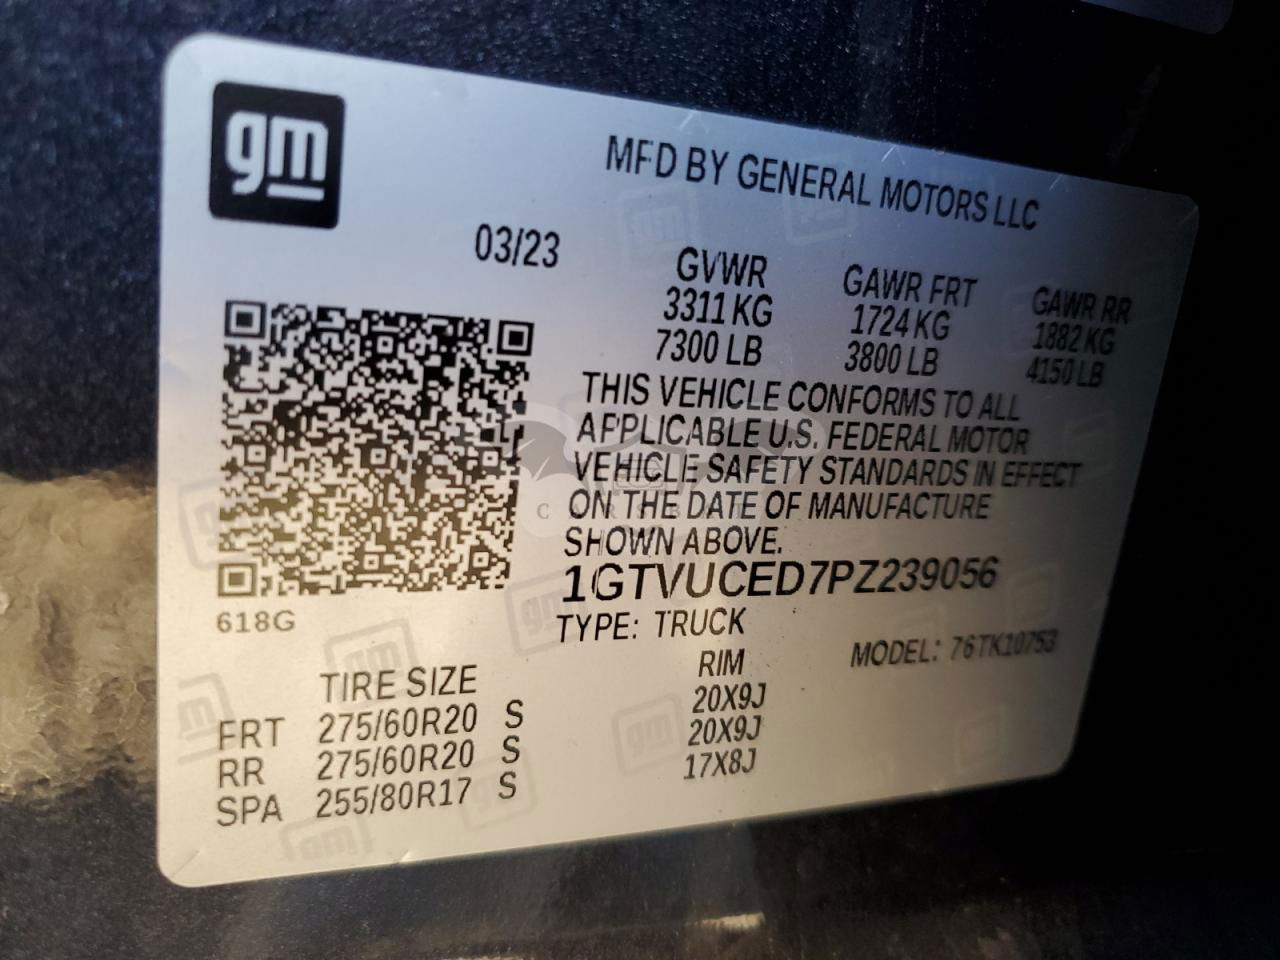 gm
MFD BY GENERAL MOTORS LLC
03/23
GVWR GAWR FRT GAWR RR
3311 KG 1724 KG 1882 KG
7300 LB 3800 LB 4150 LB
THIS VEHICLE CONFORMS TO ALL
APPLICABLE U.S. FEDERAL MOTOR
VEHICLE SAFETY STANDARDS IN EFFECT
ON THE DATE OF MANUFACTURE
SHOWN ABOVE.
1GTVUCED7PZ239056
618G
TYPE: TRUCK MODEL: 76TK10753
TIRE SIZE RIM
FRT 275/60R20 S 20X9J
RR 275/60R20 S 20X9J
SPA 255/80R17 S 17X8J